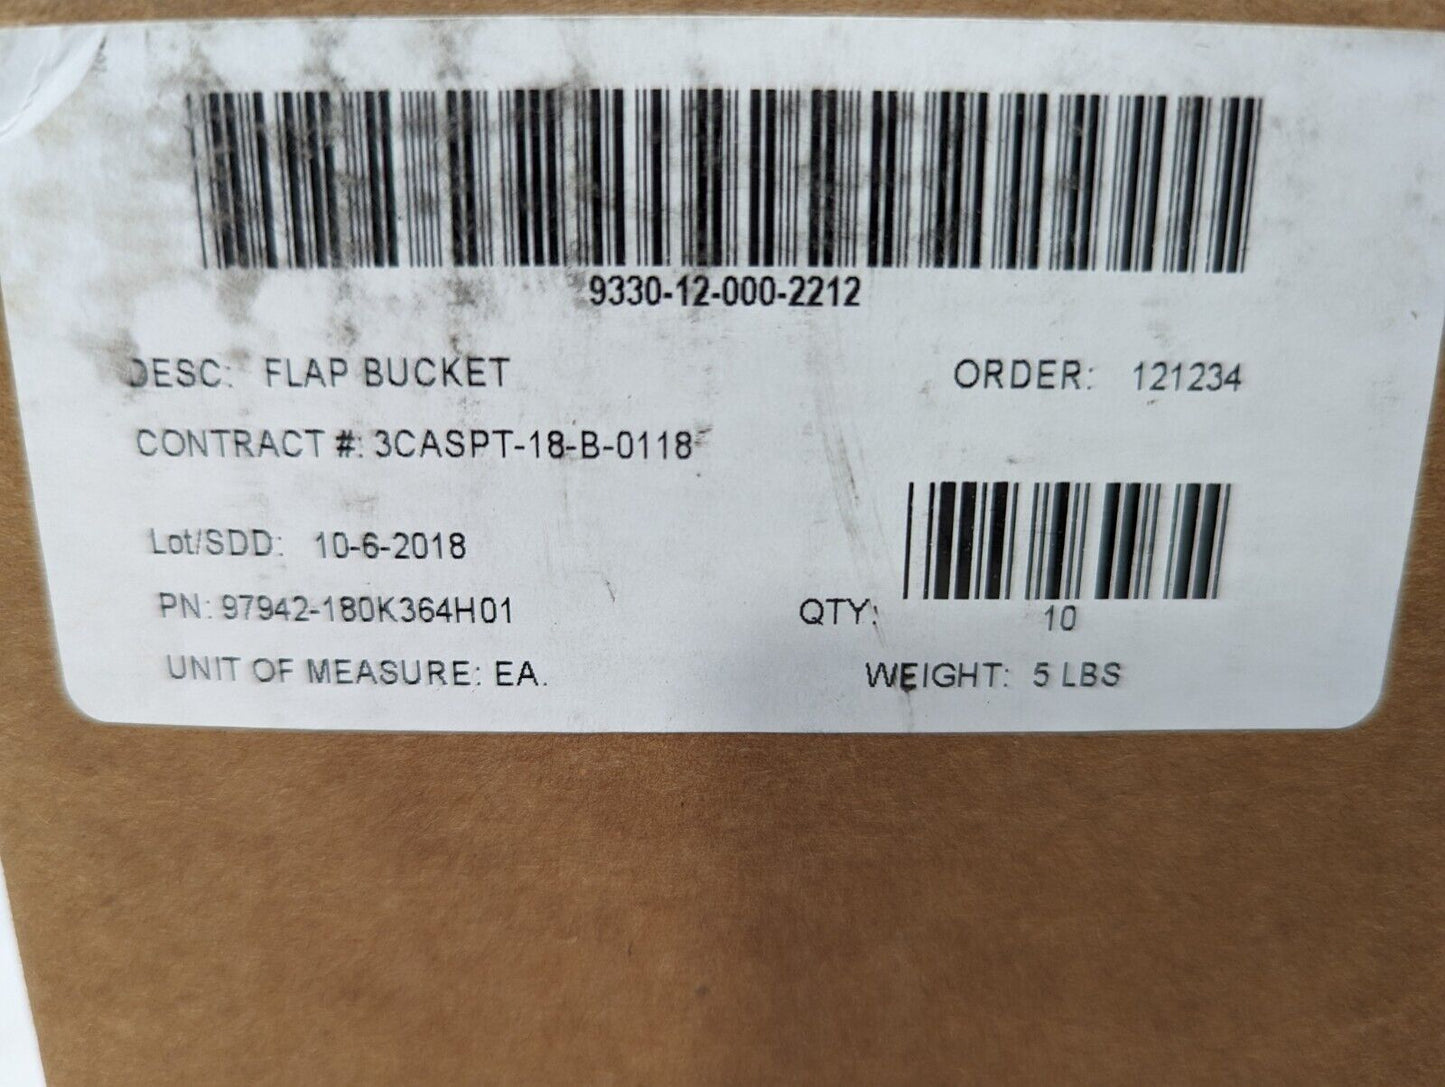 9330-12-000-2212
DESC: FLAP BUCKET
ORDER: 121234
CONTRACT #: 3CASPT-18-B-0118
Lot/SDD: 10-6-2018
PN: 97942-180K364H01
QTY: 10
UNIT OF MEASURE: EA.
WEIGHT: 5 LBS